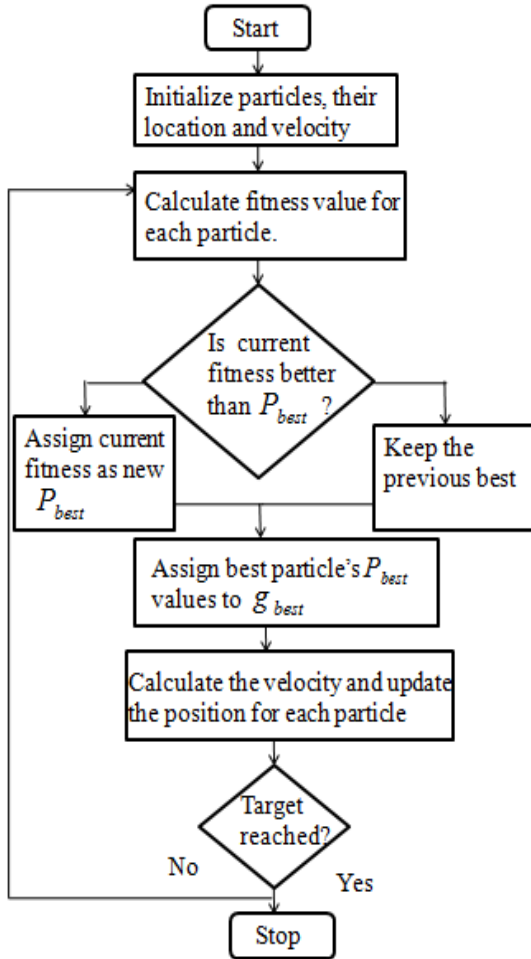 Start
Initialize particles, their
location and velocity
Calculate fitness value for
each particle.
Is current
fitness better
than P_best ?
Assign current
fitness as new
P_best
Keep the
previous best
Assign best particle's P_best
values to g_best
Calculate the velocity and update
the position for each particle
Target
reached?
No
Yes
Stop